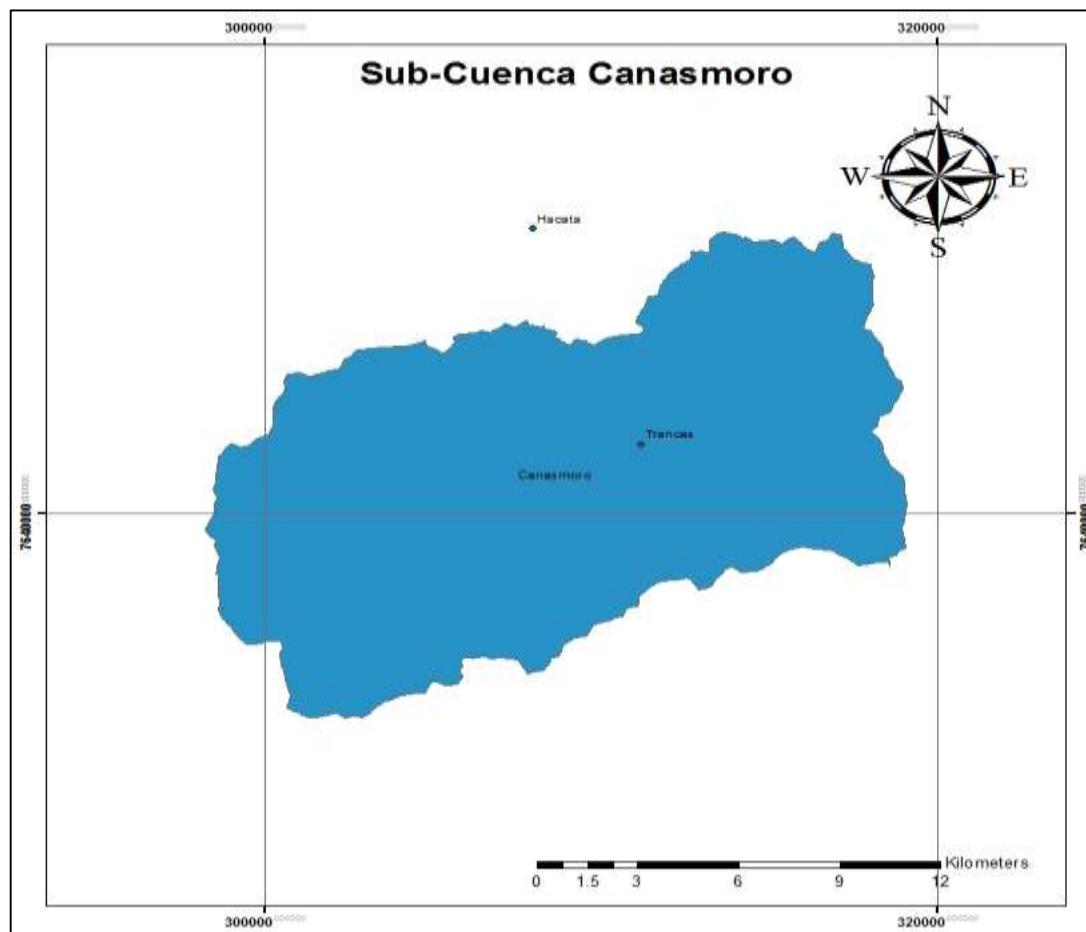 300000 320000
Sub-Cuenca Canasmoro
N
W E
S
Hacata
Trancas
Canasmoro
Kilometers
0 1.5 3 6 9 12
300000 320000